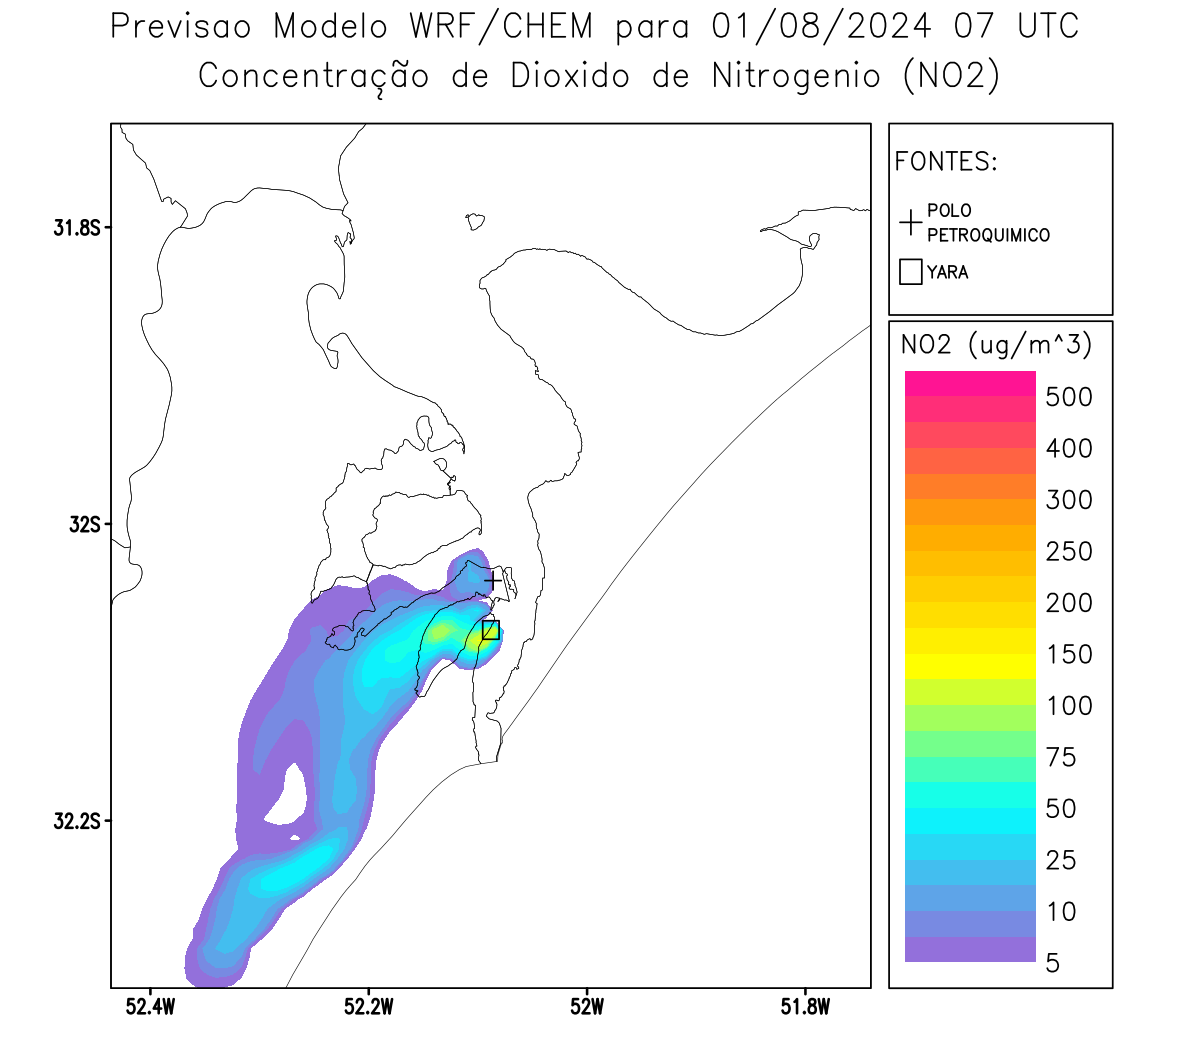 Previsao Modelo WRF/CHEM para 01/08/2024 07 UTC
Concentração de Dioxido de Nitrogenio (NO2)
FONTES:
POLO
PETROQUIMICO
YARA
NO2 (ug/m^3)
500
400
300
250
200
150
100
75
50
25
10
5
31.8S
32S
32.2S
52.4W
52.2W
52W
51.8W